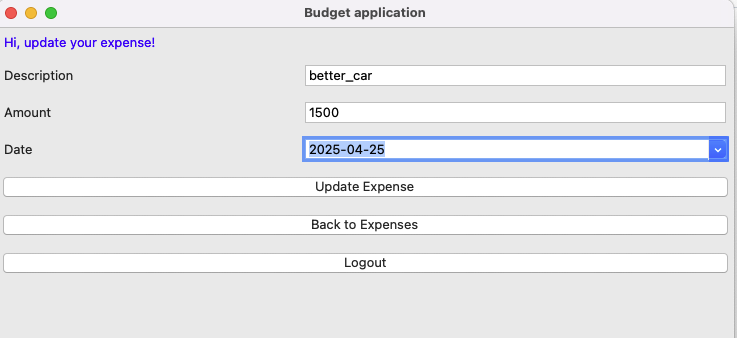 Budget application
Hi, update your expense!
Description better_car
Amount 1500
Date 2025-04-25
Update Expense
Back to Expenses
Logout